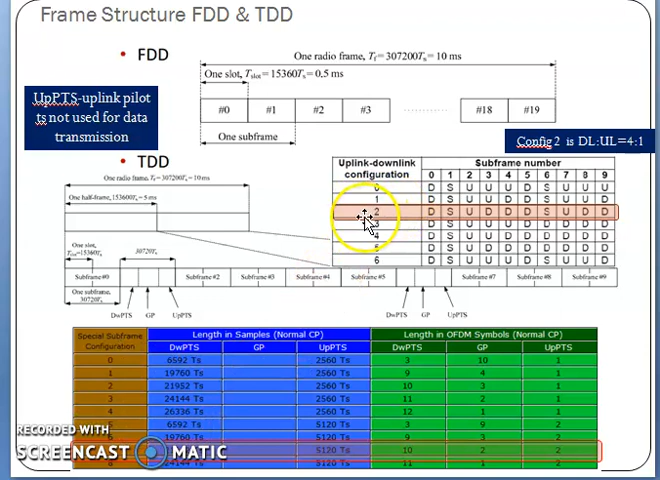 Frame Structure FDD & TDD
• FDD
One radio frame, Tf = 307200Ts = 10 ms
One slot, Tslot = 15360Ts = 0.5 ms
#0 #1 #2 #3 #18 #19
One subframe
UpPTS-uplink pilot
ts not used for data
transmission
Config 2 is DL:UL=4:1
• TDD
One radio frame, Tf = 307200Ts = 10 ms
One half-frame, 153600Ts = 5 ms
Uplink-downlink configuration Subframe number
0 1 2 3 4 5 6 7 8 9
0 D S U U U D S U U U
1 D S U U D D S U U D
2 D S U D D D S U D D
3 D S U U U D D D D D
4 D S U U D D D D D D
5 D S U D D D D D D D
6 D S U U U D S U U D
One slot,
Tslot=15360Ts
30720Ts
Subframe #0 Subframe #2 Subframe #3 Subframe #4 Subframe #5 Subframe #7 Subframe #8 Subframe #9
One subframe,
30720Ts
DwPTS GP UpPTS DwPTS GP UpPTS
Special Subframe Configuration Length in Samples (Normal CP) Length in OFDM Symbols (Normal CP)
DwPTS GP UpPTS DwPTS GP UpPTS
0 6592 Ts 2560 Ts 3 10 1
1 19760 Ts 2560 Ts 9 4 1
2 21952 Ts 2560 Ts 10 3 1
3 24144 Ts 2560 Ts 11 2 1
4 26336 Ts 2560 Ts 12 1 1
5 6592 Ts 5120 Ts 3 9 2
6 19760 Ts 5120 Ts 9 3 2
5120 Ts 10 2 2
8 24144 Ts 5120 Ts 11 1 2
RECORDED WITH
SCREENCAST MATIC